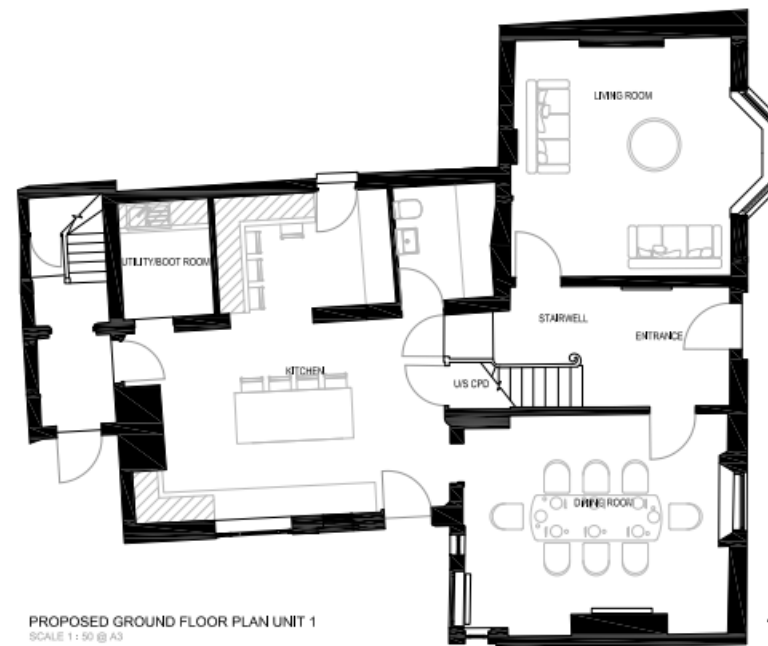 LIVING ROOM
UTILITY/BOOT ROOM
STAIRWELL
ENTRANCE
KITCHEN
U/S CPD
DINING ROOM
PROPOSED GROUND FLOOR PLAN UNIT 1
SCALE 1 : 50 @ A3